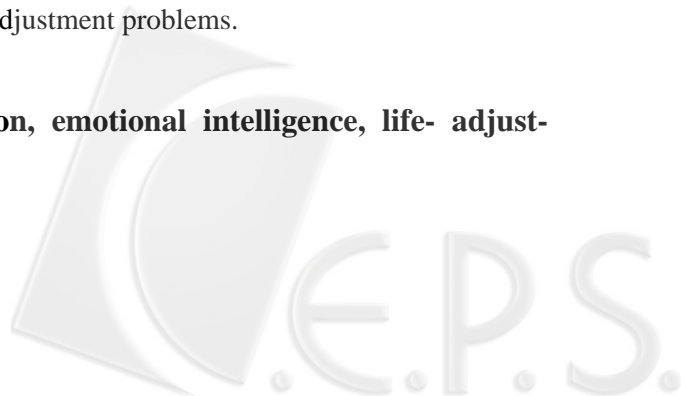 djustment problems.
on, emotional intelligence, life- adjust-
C.E.P.S.